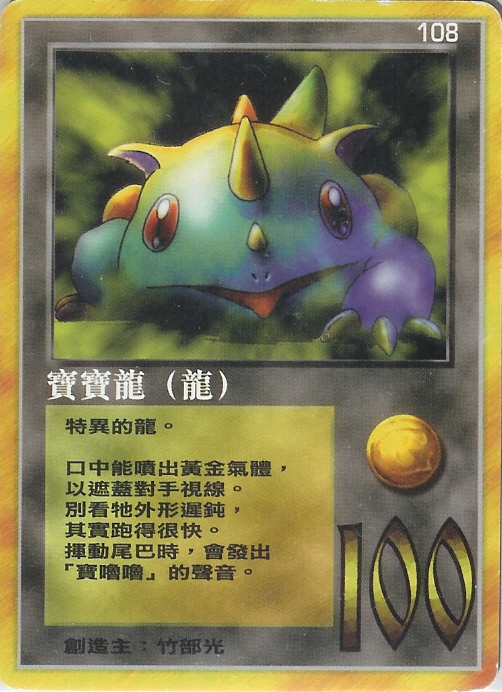 108
寶寶龍（龍）
特異的龍。
口中能噴出黃金氣體，
以遮蓋對手視線。
別看牠外形遲鈍，
其實跑得很快。
揮動尾巴時，會發出
「寶嚕嚕」的聲音。
100
創造主：竹部光